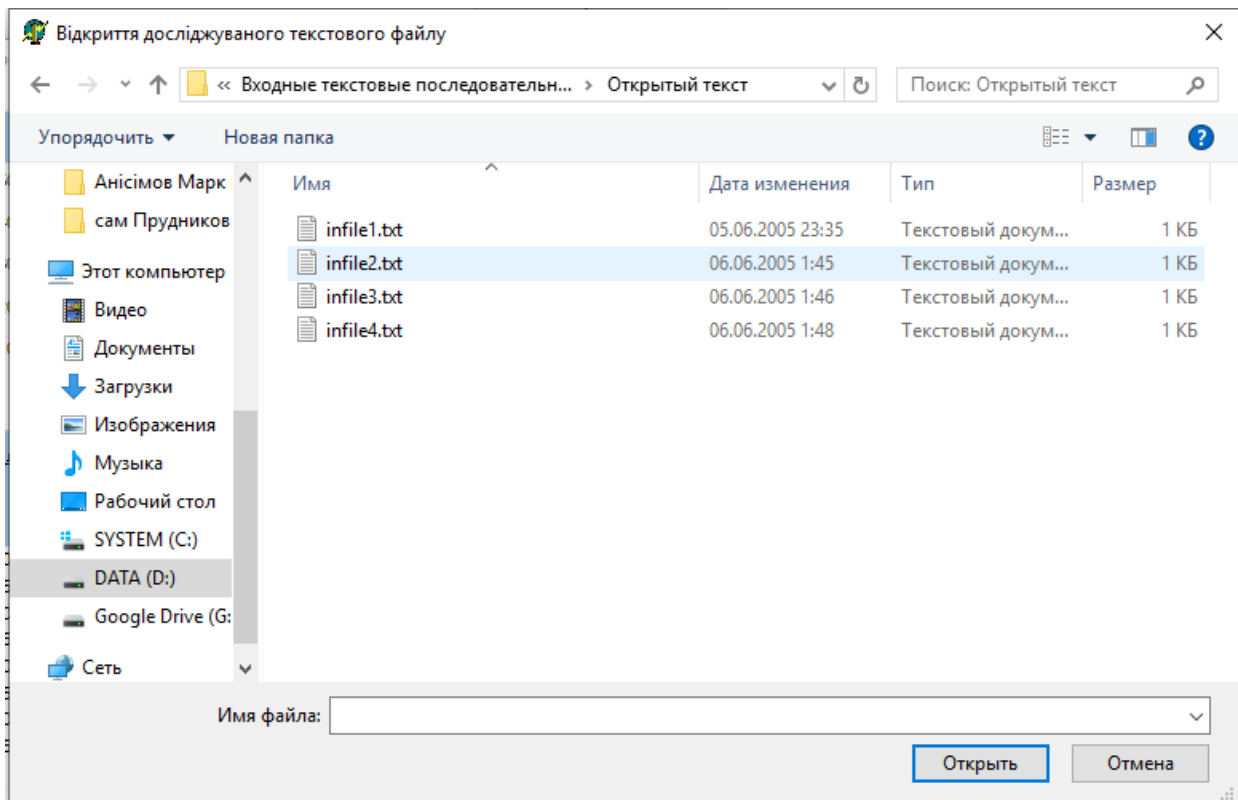 Відкриття досліджуваного текстового файлу
« Входные текстовые последовательн... › Открытый текст
Поиск: Открытый текст
Упорядочить
Новая папка
Анісімов Марк
сам Прудников
Этот компьютер
Видео
Документы
Загрузки
Изображения
Музыка
Рабочий стол
SYSTEM (C:)
DATA (D:)
Google Drive (G:
Сеть
Имя Дата изменения Тип Размер
infile1.txt 05.06.2005 23:35 Текстовый докум... 1 КБ
infile2.txt 06.06.2005 1:45 Текстовый докум... 1 КБ
infile3.txt 06.06.2005 1:46 Текстовый докум... 1 КБ
infile4.txt 06.06.2005 1:48 Текстовый докум... 1 КБ
Имя файла:
Открыть Отмена